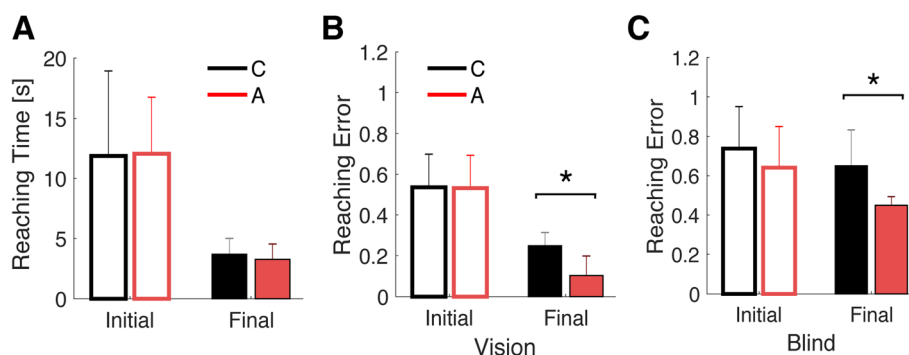 A
Reaching Time [s]
20
15
10
5
0
C
A
Initial
Final
B
Reaching Error
1.2
1
0.8
0.6
0.4
0.2
0
C
A
*
Initial
Final
Vision
C
Reaching Error
1.2
1
0.8
0.6
0.4
0.2
0
*
Initial
Final
Blind